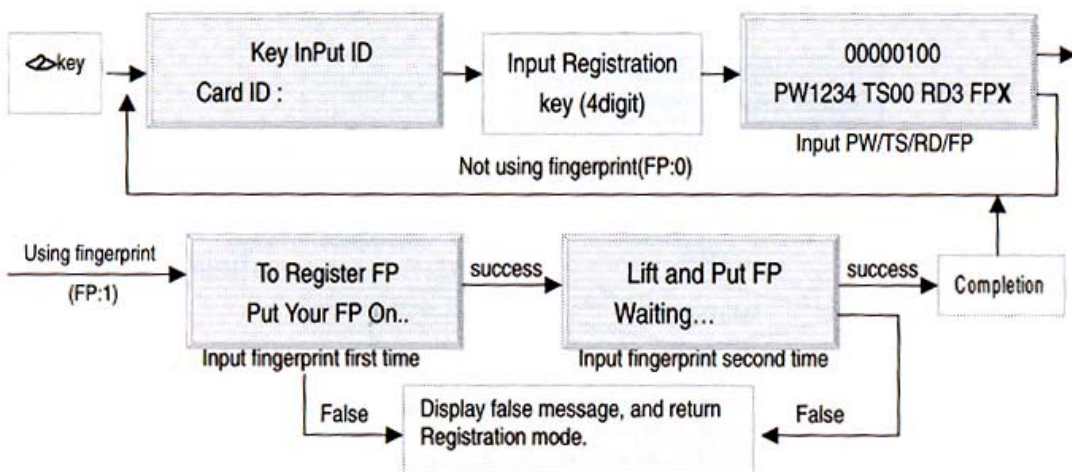 <2>key
Key InPut ID
Card ID :
Input Registration
key (4digit)
00000100
PW1234 TS00 RD3 FPX
Input PW/TS/RD/FP
Not using fingerprint(FP:0)
Using fingerprint
(FP:1)
To Register FP
Put Your FP On..
Input fingerprint first time
success
Lift and Put FP
Waiting...
Input fingerprint second time
success
Completion
False
Display false message, and return
Registration mode.
False